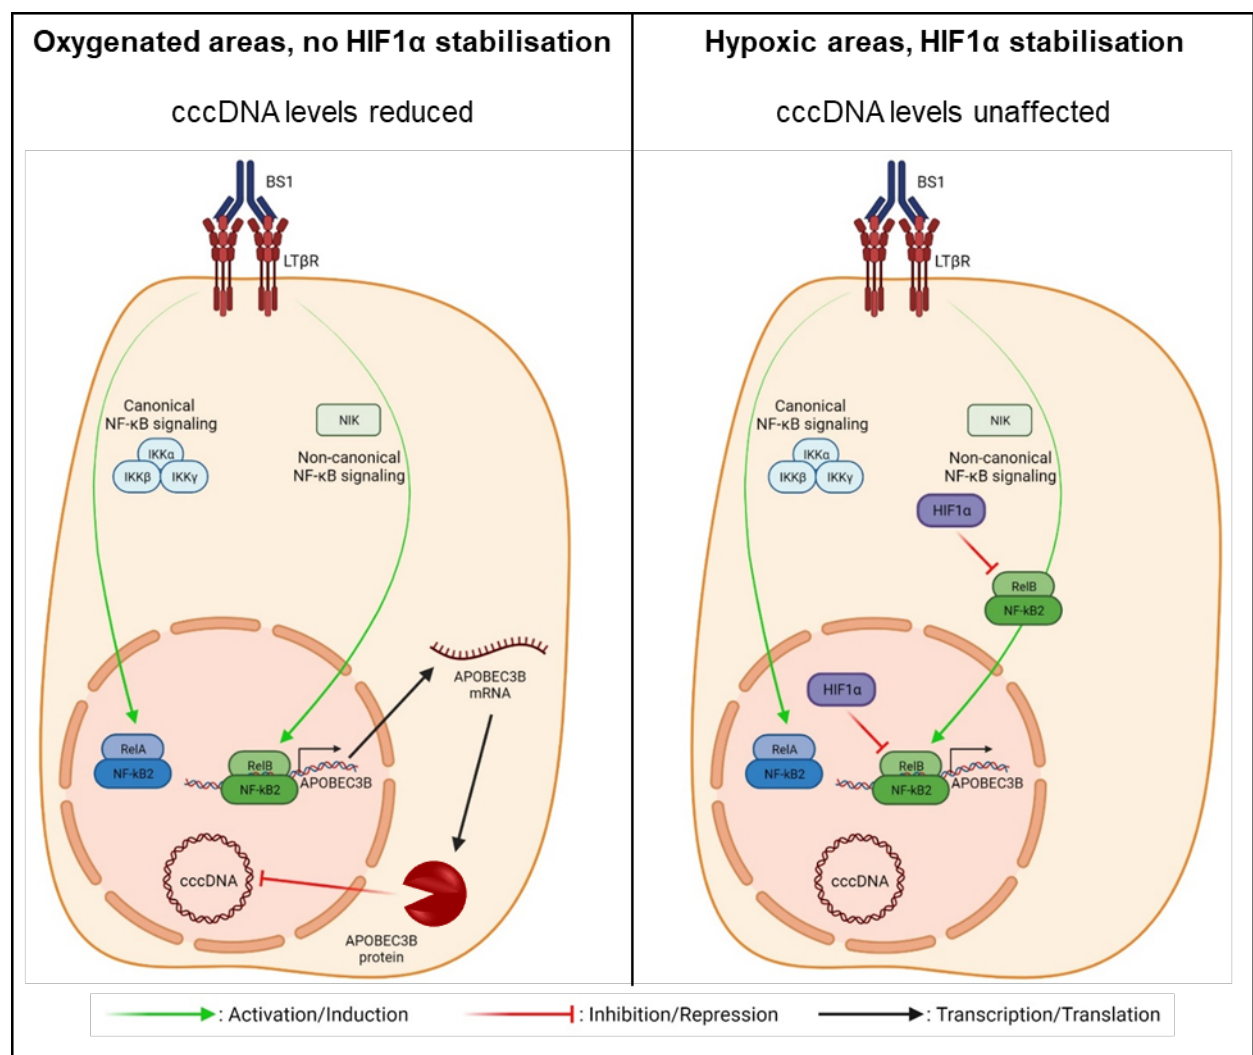 Oxygenated areas, no HIF1α stabilisation
cccDNA levels reduced
BS1
LTβR
Canonical
NF-κB signaling
IKKα
IKKβ
IKKγ
NIK
Non-canonical
NF-κB signaling
APOBEC3B
mRNA
RelA
NF-kB2
RelB
NF-kB2
APOBEC3B
cccDNA
APOBEC3B
protein
Hypoxic areas, HIF1α stabilisation
cccDNA levels unaffected
BS1
LTβR
Canonical
NF-κB signaling
IKKα
IKKβ
IKKγ
NIK
Non-canonical
NF-κB signaling
HIF1α
RelB
NF-kB2
HIF1α
RelA
NF-kB2
RelB
NF-kB2
APOBEC3B
cccDNA
: Activation/Induction
: Inhibition/Repression
: Transcription/Translation